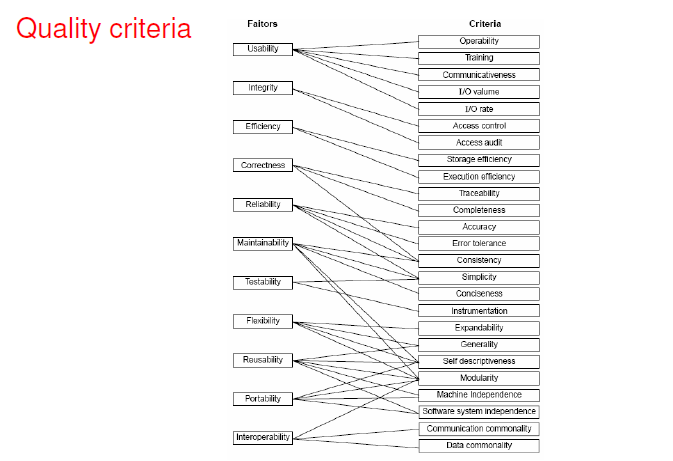 Quality criteria
Faitors
Criteria
Usability
Integrity
Efficiency
Correctness
Reliability
Maintainability
Testability
Flexibility
Reusability
Portability
Interoperability
Operability
Training
Communicativeness
I/O volume
I/O rate
Access control
Access audit
Storage efficiency
Execution efficiency
Traceability
Completeness
Accuracy
Error tolerance
Consistency
Simplicity
Conciseness
Instrumentation
Expandability
Generality
Self descriptiveness
Modularity
Machine Independence
Software system independence
Communication commonality
Data commonality